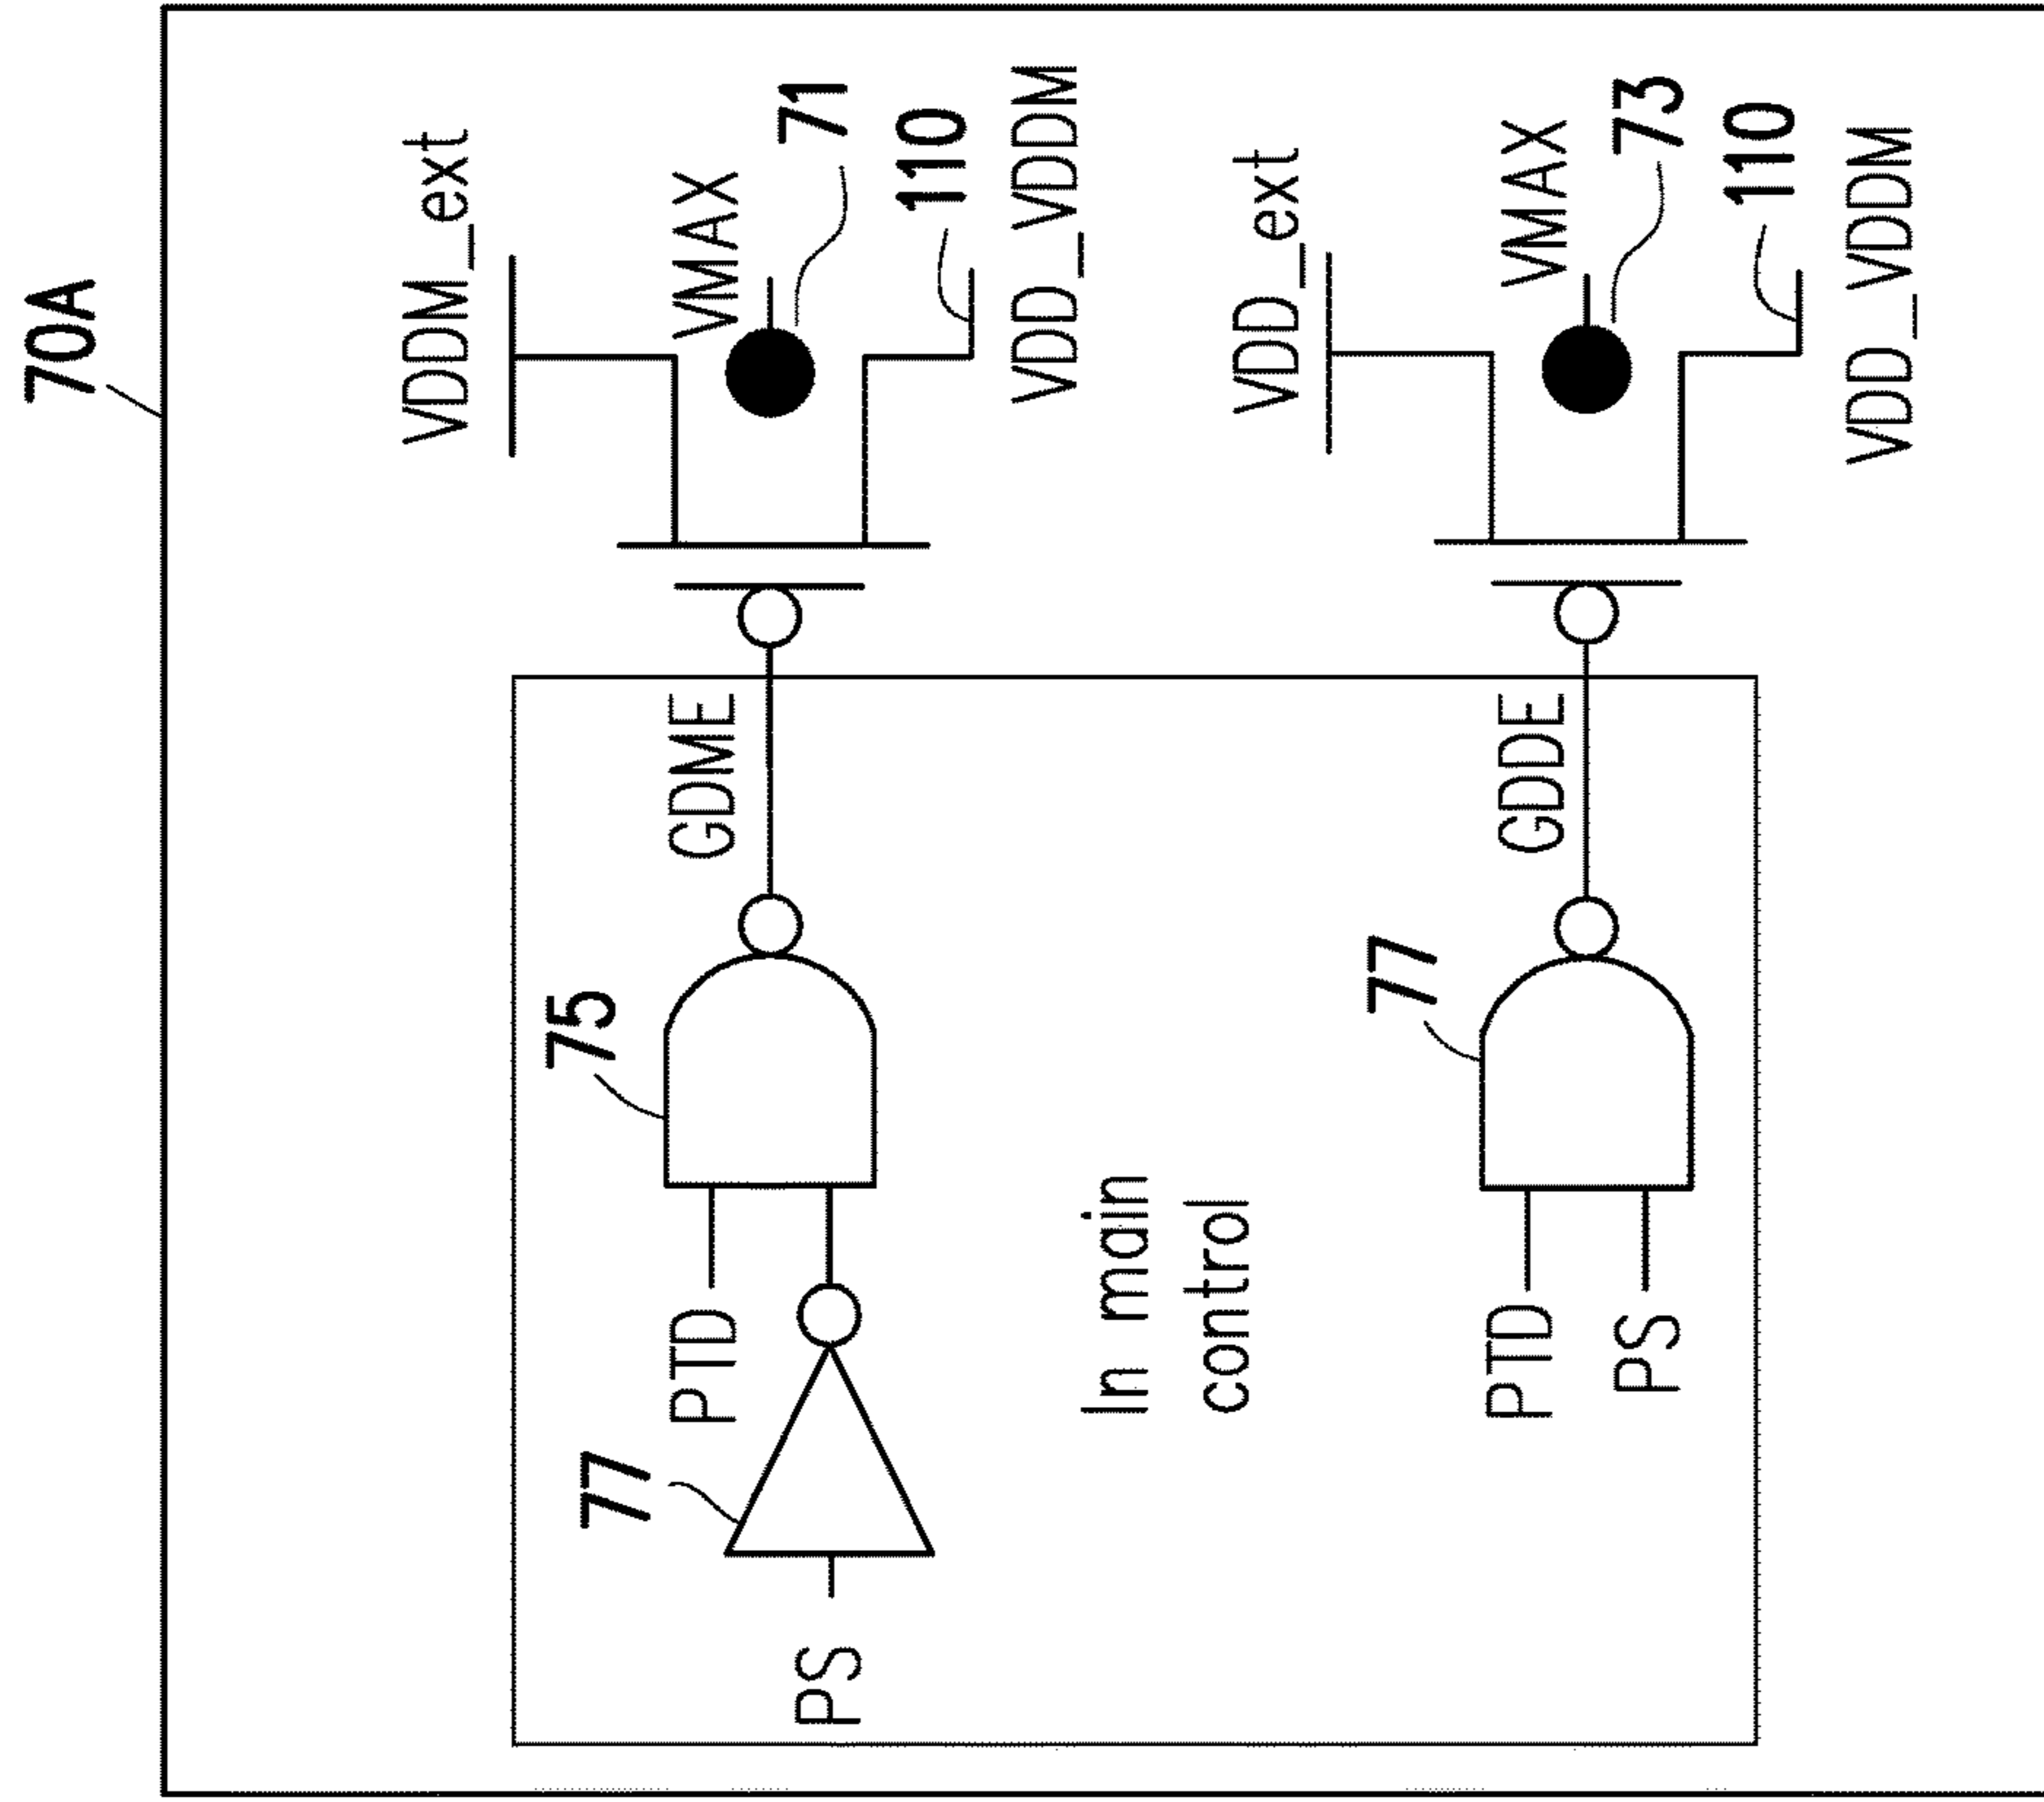 70A
VDDM_ext
VMAX
71
110
VDD_VDDM
GDME
75
PTD
77
PS
In main
control
VDD_ext
VMAX
73
110
VDD_VDDM
GDDE
77
PTD
PS